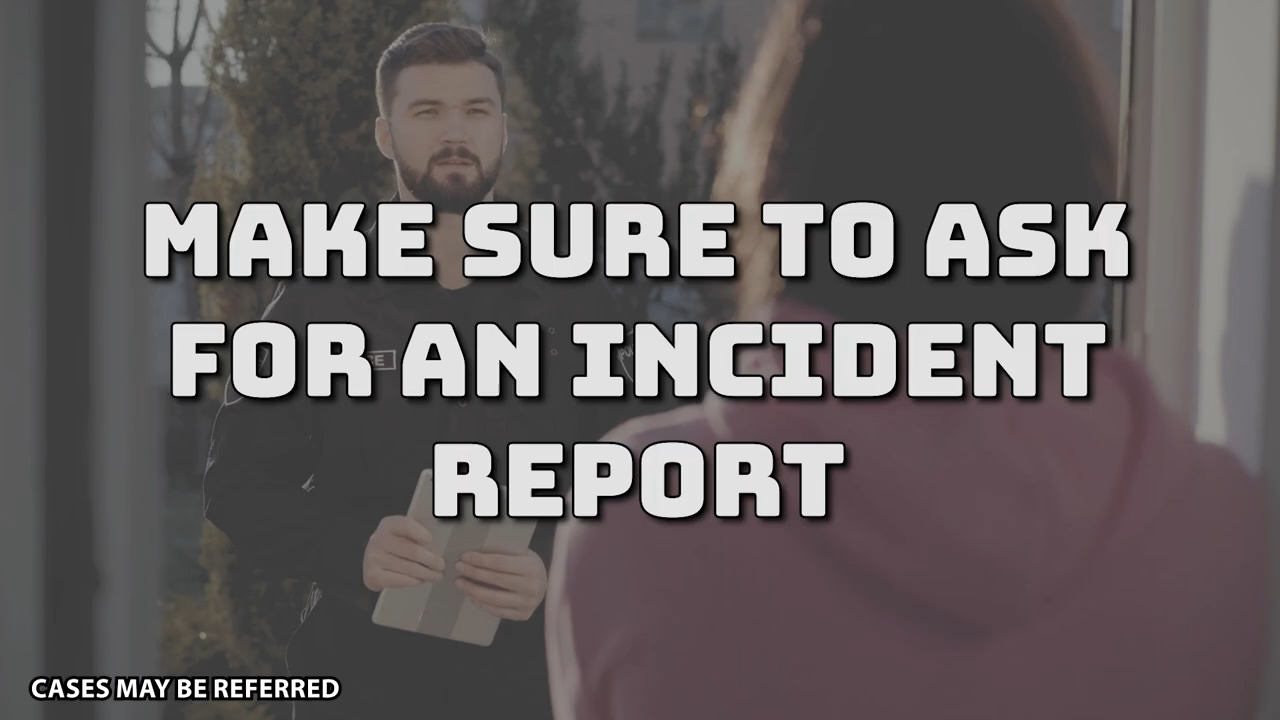 MAKE SURE TO ASK
FOR AN INCIDENT
REPORT
CASES MAY BE REFERRED